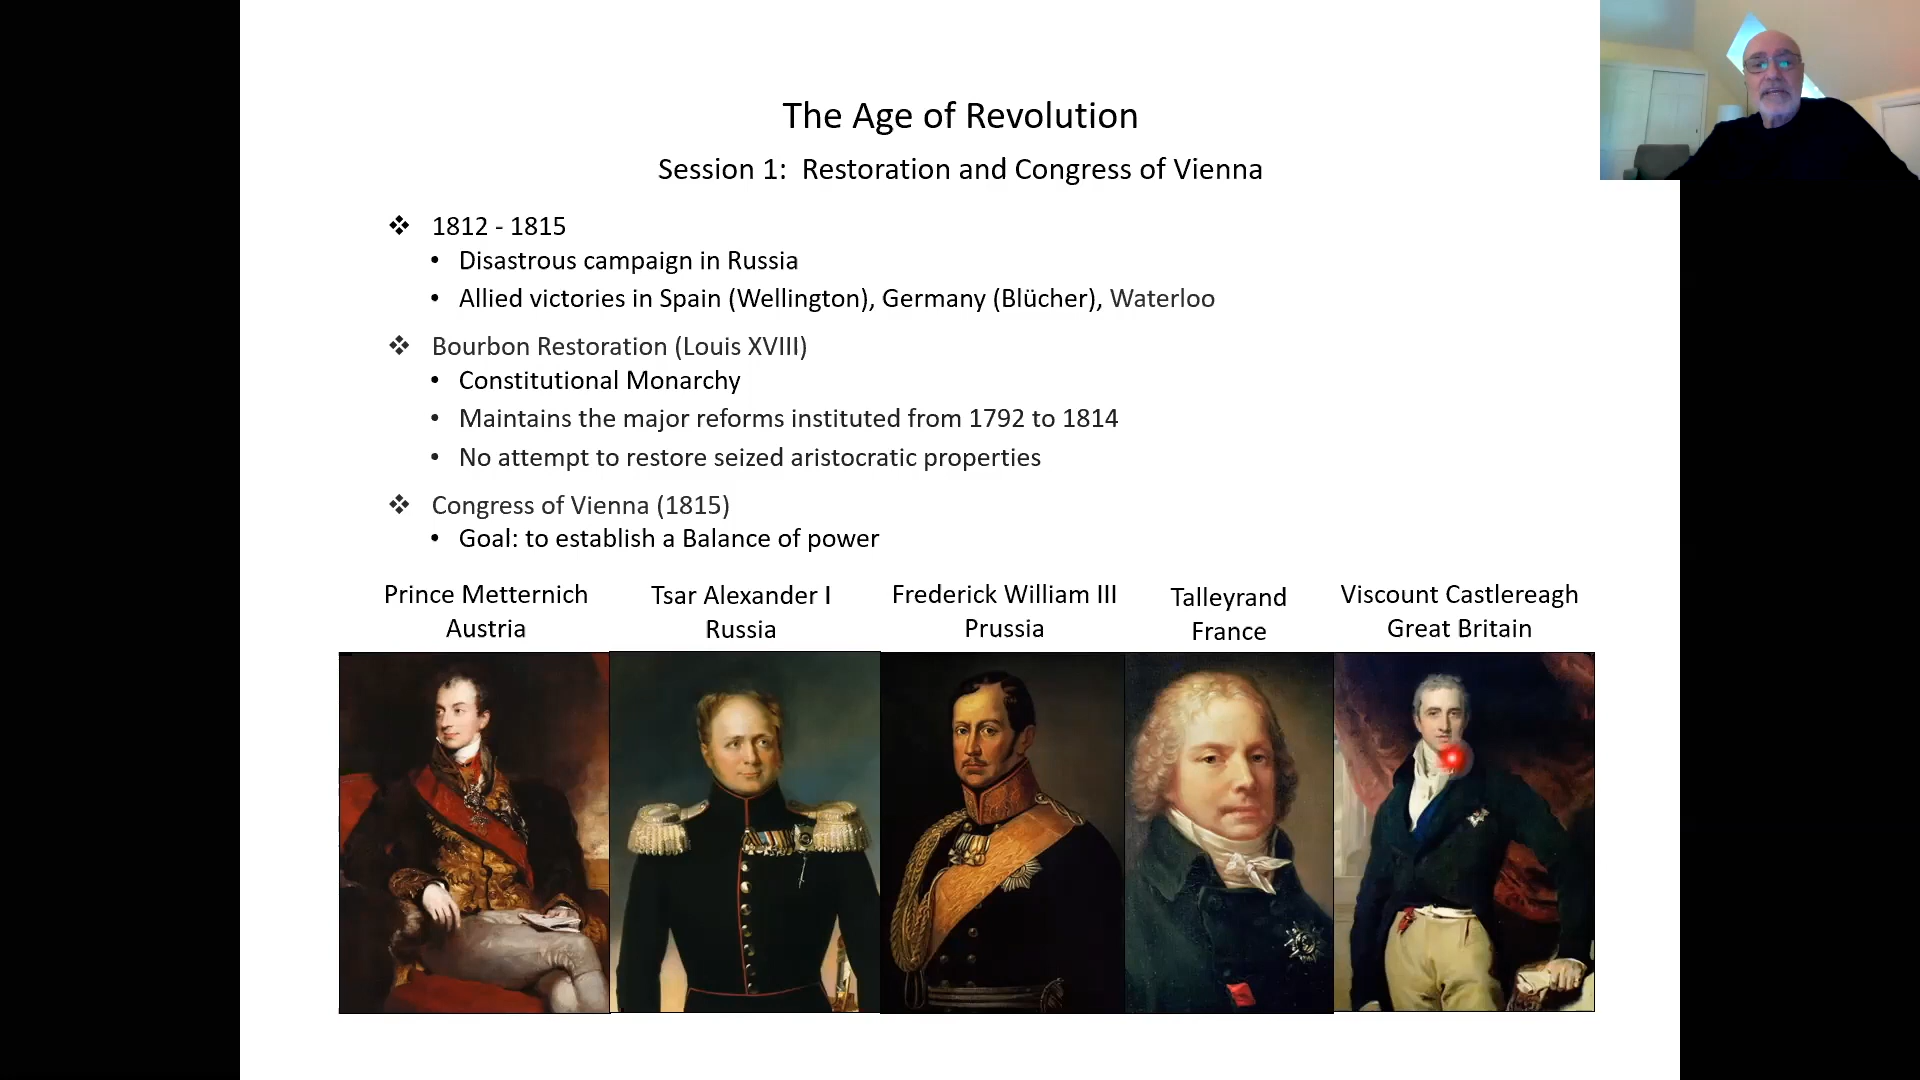 The Age of Revolution
Session 1: Restoration and Congress of Vienna
❖ 1812 - 1815
• Disastrous campaign in Russia
• Allied victories in Spain (Wellington), Germany (Blücher), Waterloo
❖ Bourbon Restoration (Louis XVIII)
• Constitutional Monarchy
• Maintains the major reforms instituted from 1792 to 1814
• No attempt to restore seized aristocratic properties
❖ Congress of Vienna (1815)
• Goal: to establish a Balance of power
Prince Metternich
Austria
Tsar Alexander I
Russia
Frederick William III
Prussia
Talleyrand
France
Viscount Castlereagh
Great Britain